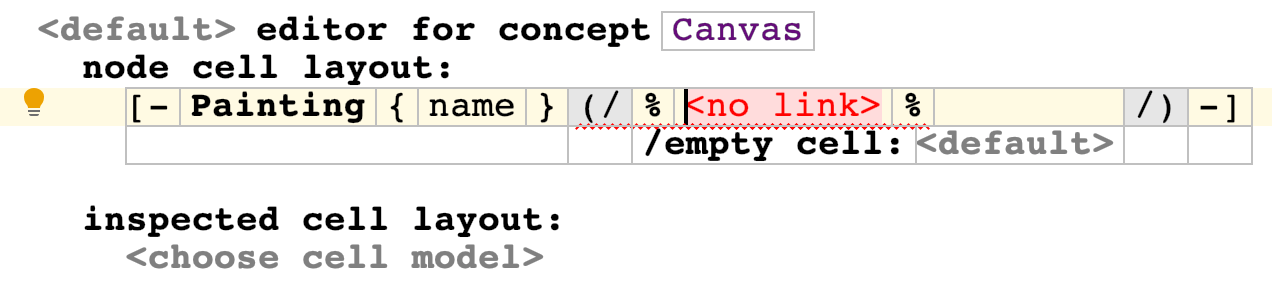 <default> editor for concept Canvas
node cell layout:
[- Painting { name } (/ % <no link> % /) -]
/empty cell: <default>
inspected cell layout:
<choose cell model>